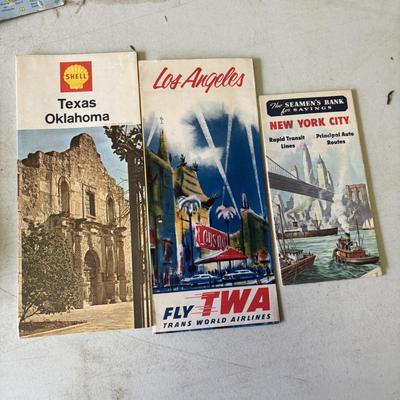 SHELL
Texas
Oklahoma
Los Angeles
FLY TWA
TRANS WORLD AIRLINES
The SEAMEN'S BANK
for SAVINGS
NEW YORK CITY
Rapid Transit
Lines
Principal Auto
Routes